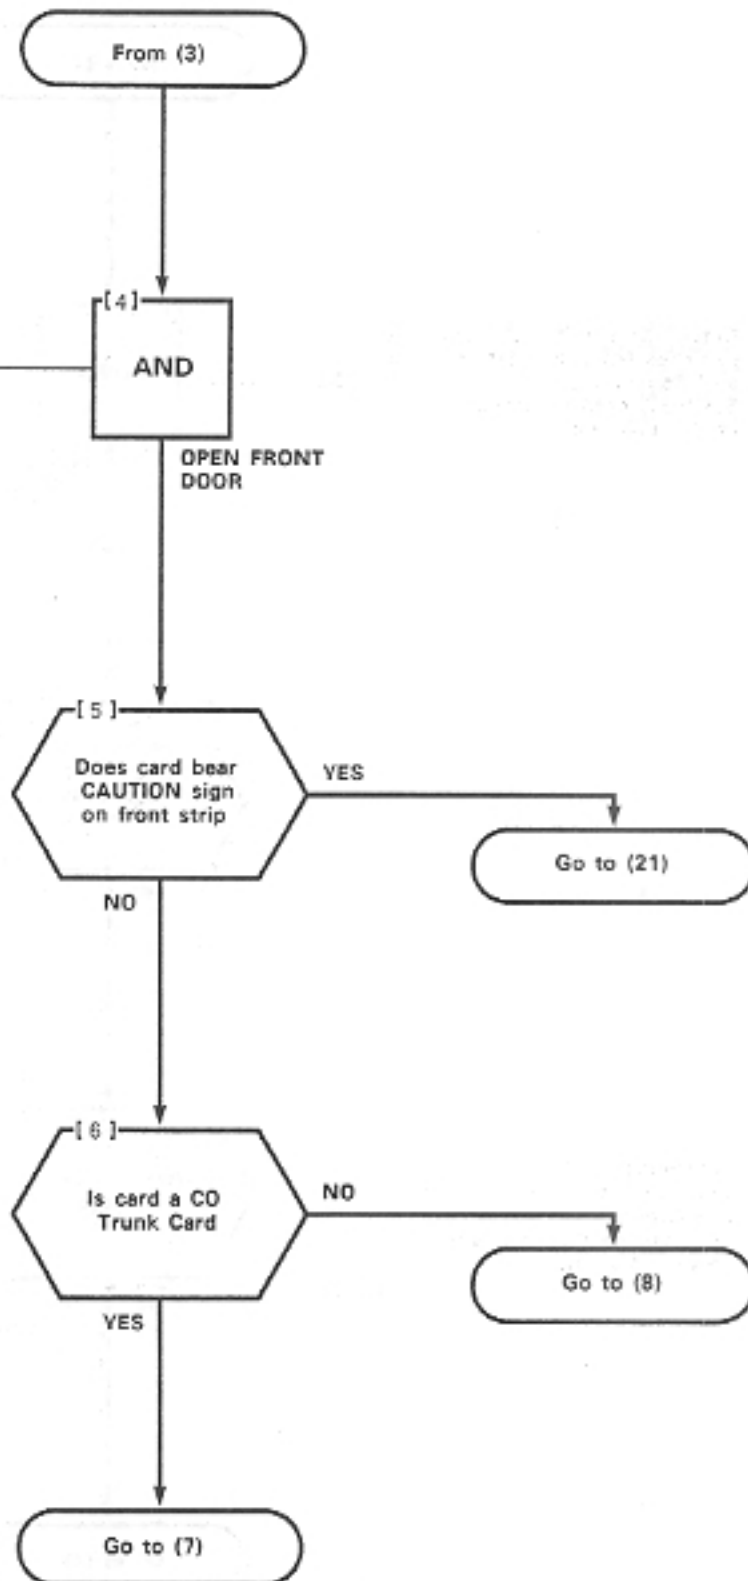 From (3)
[4]
AND
OPEN FRONT
DOOR
[5]
Does card bear
CAUTION sign
on front strip
YES
Go to (21)
NO
[6]
Is card a CO
Trunk Card
NO
Go to (8)
YES
Go to (7)